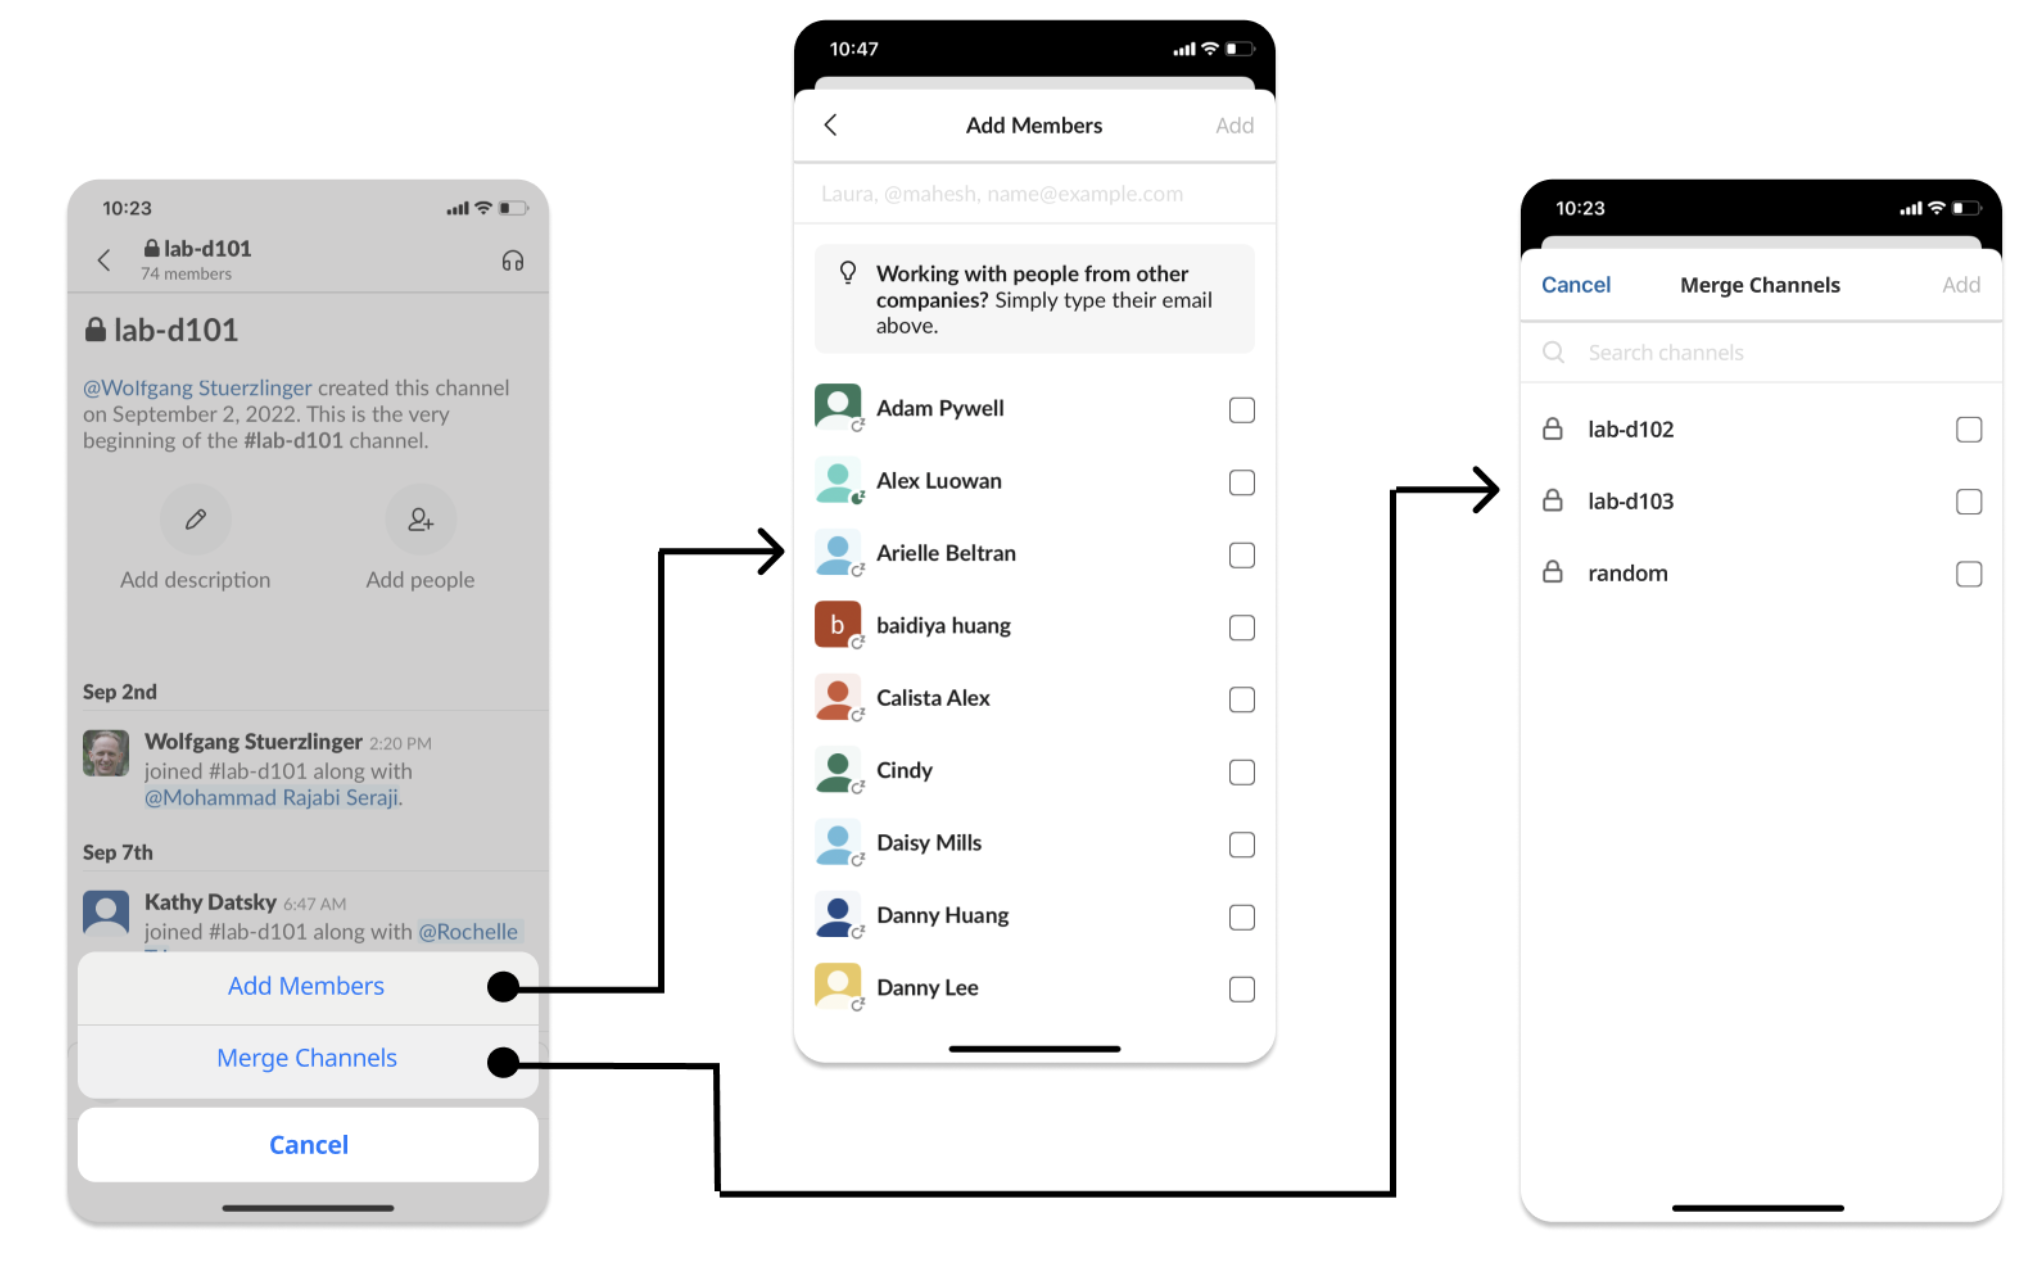 10:23
lab-d101
74 members
lab-d101
@Wolfgang Stuerzlinger created this channel
on September 2, 2022. This is the very
beginning of the #lab-d101 channel.
Add description
Add people
Sep 2nd
Wolfgang Stuerzlinger 2:20 PM
joined #lab-d101 along with
@Mohammad Rajabi Seraji.
Sep 7th
Kathy Datsky 6:47 AM
joined #lab-d101 along with @Rochelle
Add Members
Merge Channels
Cancel
10:47
Add Members
Add
Laura, @mahesh, name@example.com
Working with people from other
companies? Simply type their email
above.
Adam Pywell
Alex Luowan
Arielle Beltran
b
baidiya huang
Calista Alex
Cindy
Daisy Mills
Danny Huang
Danny Lee
10:23
Cancel
Merge Channels
Add
Search channels
lab-d102
lab-d103
random